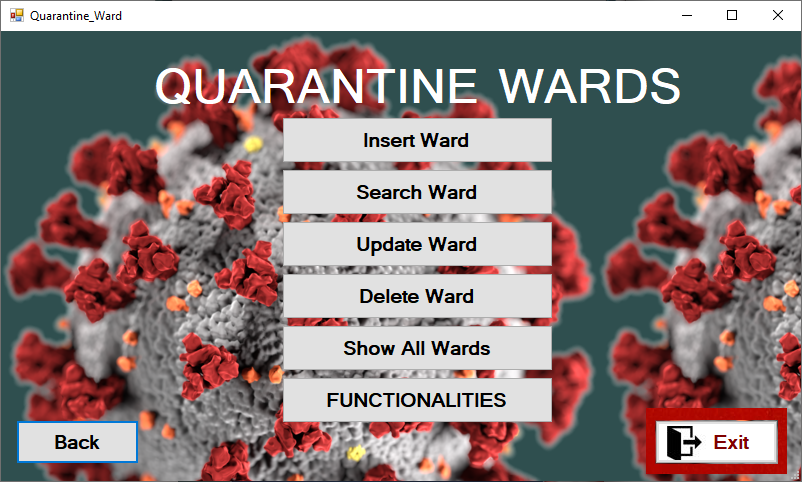 Quarantine_Ward
QUARANTINE WARDS
Insert Ward
Search Ward
Update Ward
Delete Ward
Show All Wards
FUNCTIONALITIES
Back
Exit